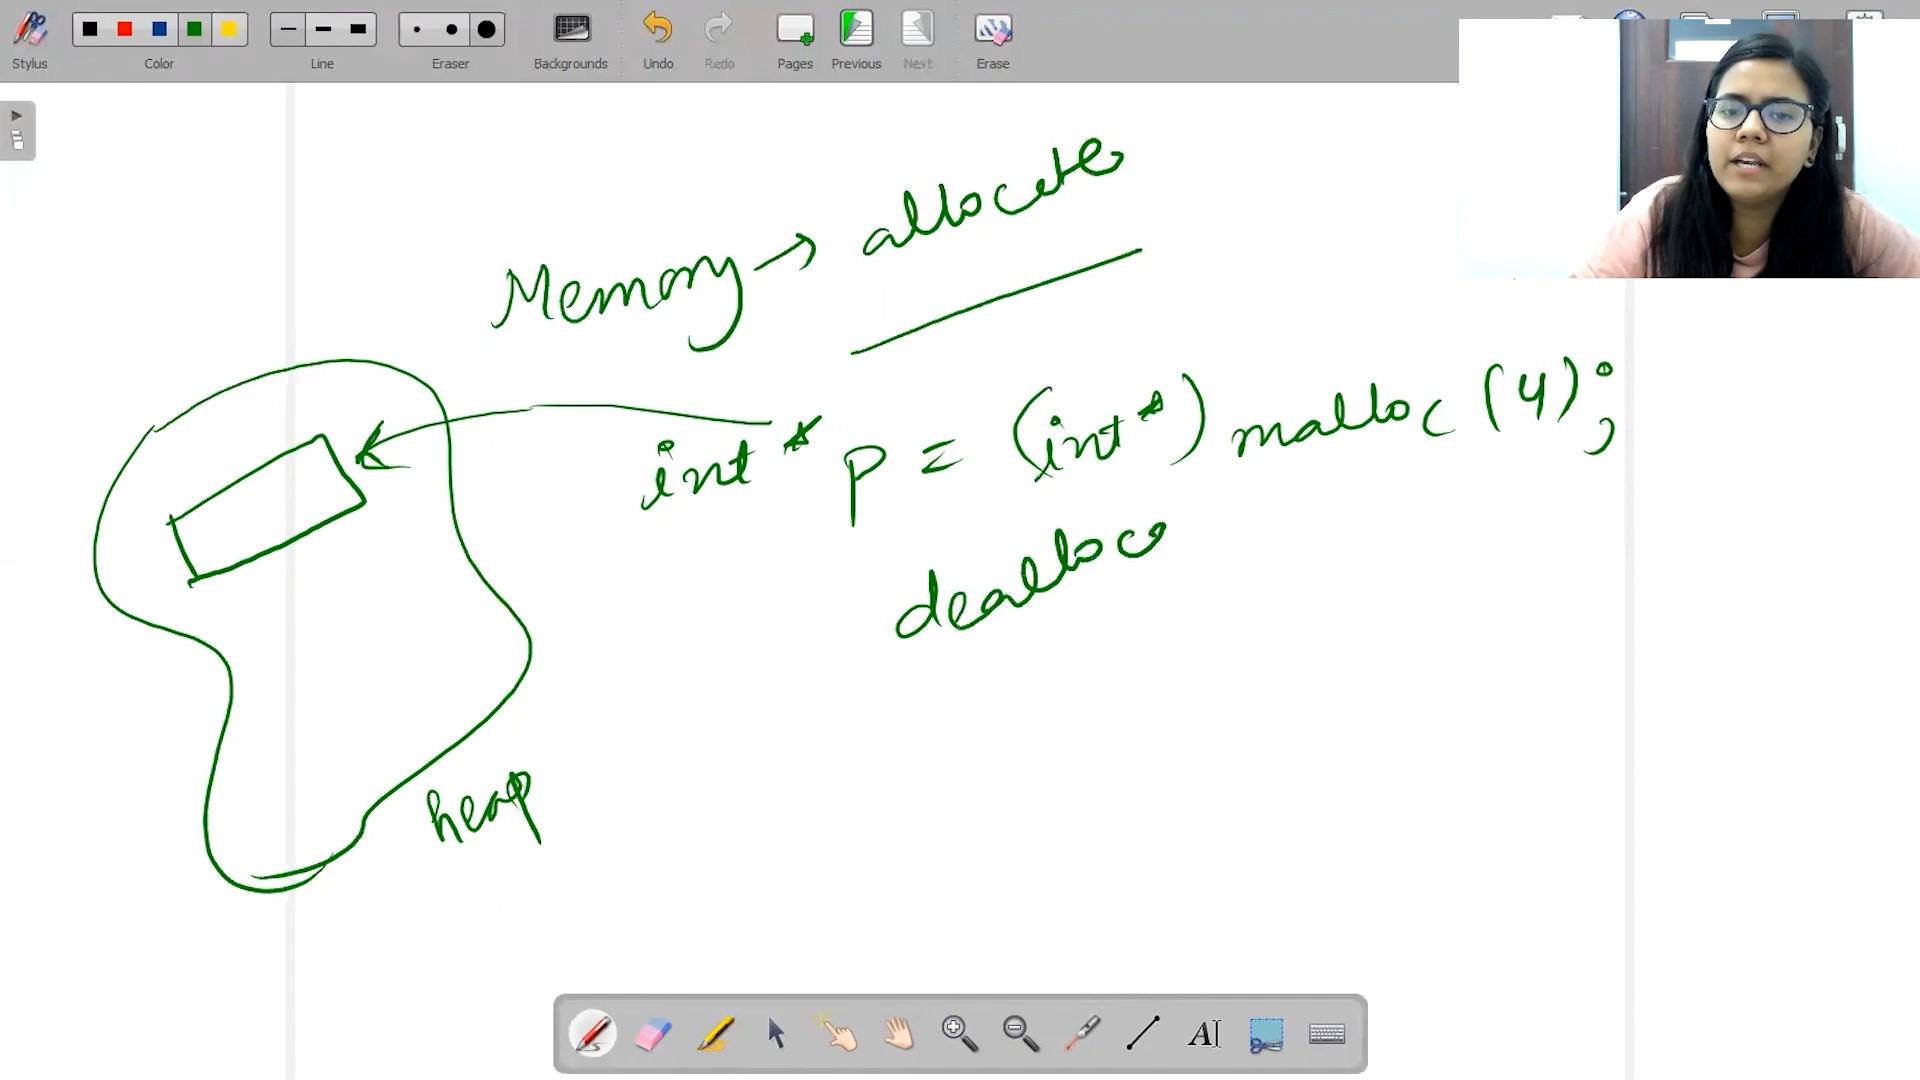 Stylus Color Line Eraser Backgrounds Undo Redo Pages Previous Next Erase
Memory → allocate
int * p = (int *) malloc (4);
dealloc
heap
AI